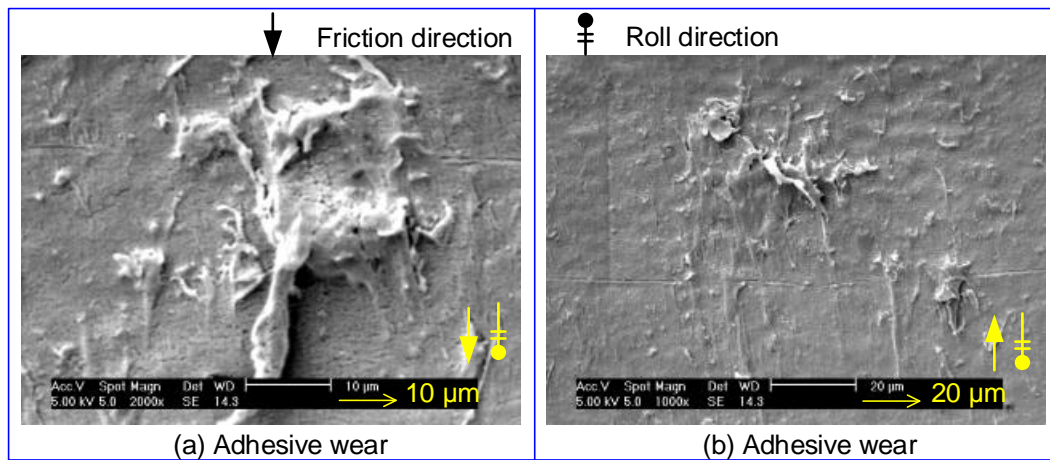 Friction direction
Roll direction
Acc.V Spot Magn Det WD 10 µm
5.00 kV 5.0 2000x SE 14.3 10 µm
(a) Adhesive wear
Acc.V Spot Magn Det WD 20 µm
5.00 kV 5.0 1000x SE 14.3 20 µm
(b) Adhesive wear